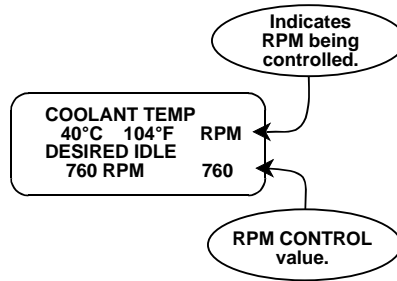 Indicates
RPM being
controlled.
COOLANT TEMP
40°C 104°F RPM
DESIRED IDLE
760 RPM 760
RPM CONTROL
value.